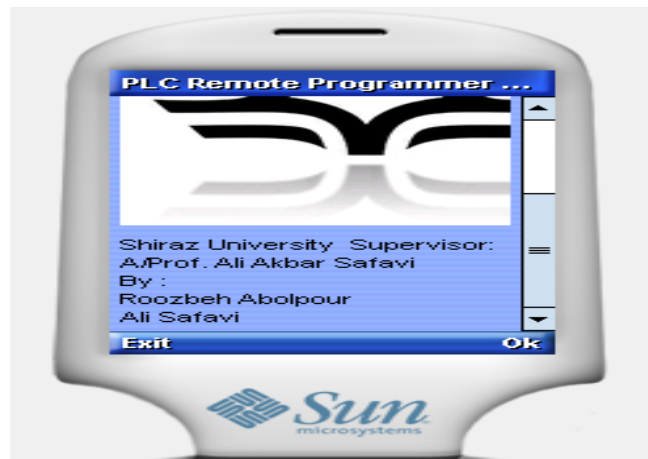 PLC Remote Programmer ...
Shiraz University  Supervisor:
A/Prof. Ali Akbar Safavi
By :
Roozbeh Abolpour
Ali Safavi
Exit Ok
Sun
microsystems